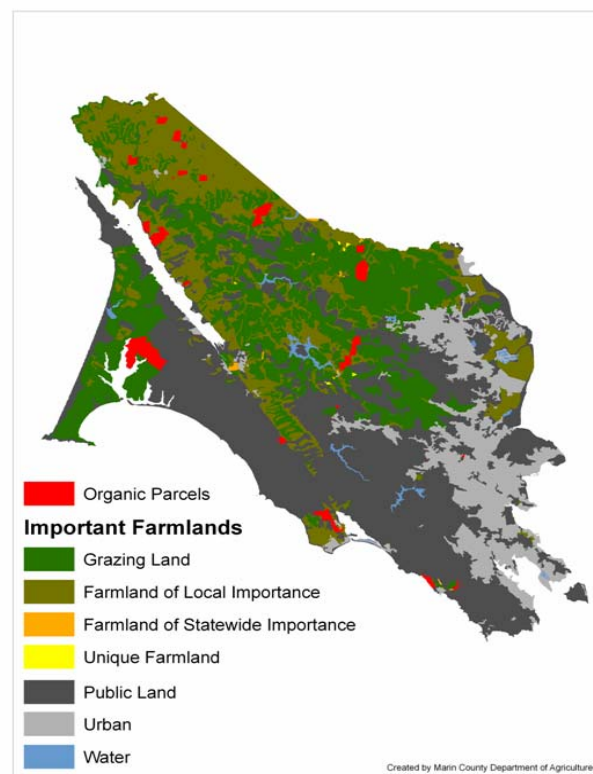 Organic Parcels
Important Farmlands
Grazing Land
Farmland of Local Importance
Farmland of Statewide Importance
Unique Farmland
Public Land
Urban
Water
Created by Marin County Department of Agriculture